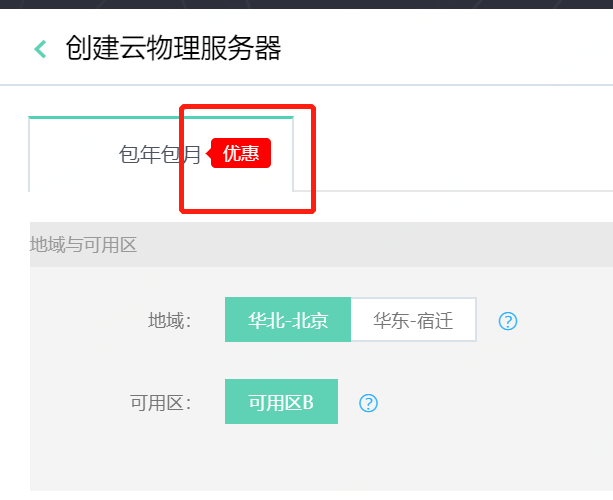 创建云物理服务器
包年包月 优惠
地域与可用区
地域： 华北-北京 华东-宿迁 ?
可用区： 可用区B ?